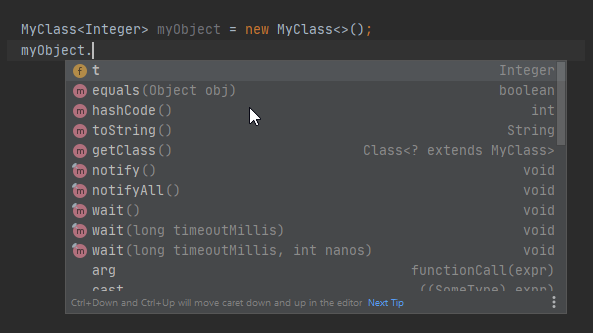 MyClass<Integer> myObject = new MyClass<>();
myObject.
f t Integer
m equals(Object obj) boolean
m hashCode() int
m toString() String
m getClass() Class<? extends MyClass>
m notify() void
m notifyAll() void
m wait() void
m wait(long timeoutMillis) void
m wait(long timeoutMillis, int nanos) void
arg functionCall(expr)
cast ((SomeType) expr)
Ctrl+Down and Ctrl+Up will move caret down and up in the editor Next Tip